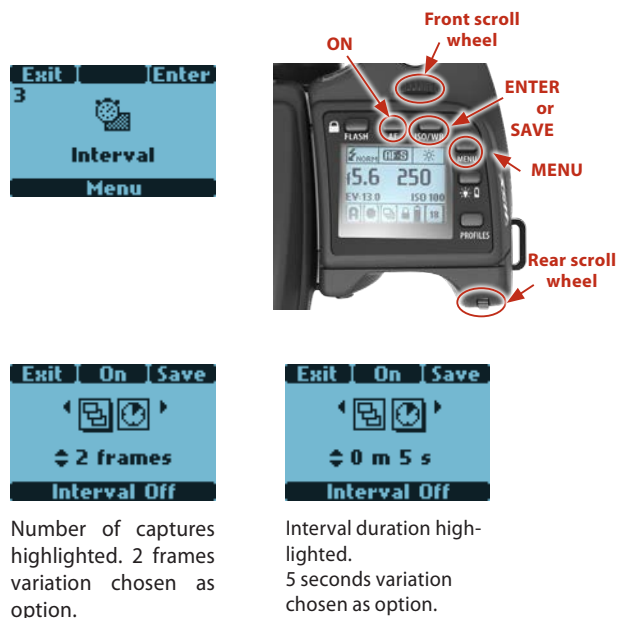 Front scroll
wheel
ON
ENTER
or
SAVE
MENU
Rear scroll
wheel
Exit Enter
3
Interval
Menu
FLASH AF ISO/WB
NORM AF-S
MENU
f5.6 250
EV-13.0 ISO 100
18
PROFILES
Exit On Save
2 frames
Interval Off
Number of captures
highlighted. 2 frames
variation chosen as
option.
Exit On Save
0 m 5 s
Interval Off
Interval duration high-
lighted.
5 seconds variation
chosen as option.